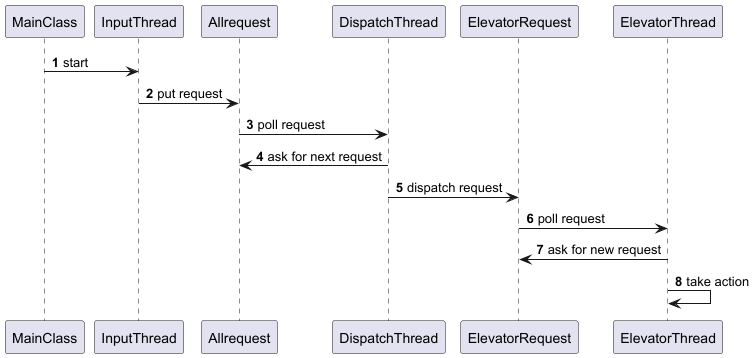 MainClass InputThread Allrequest DispatchThread ElevatorRequest ElevatorThread
1 start
2 put request
3 poll request
4 ask for next request
5 dispatch request
6 poll request
7 ask for new request
8 take action
MainClass InputThread Allrequest DispatchThread ElevatorRequest ElevatorThread